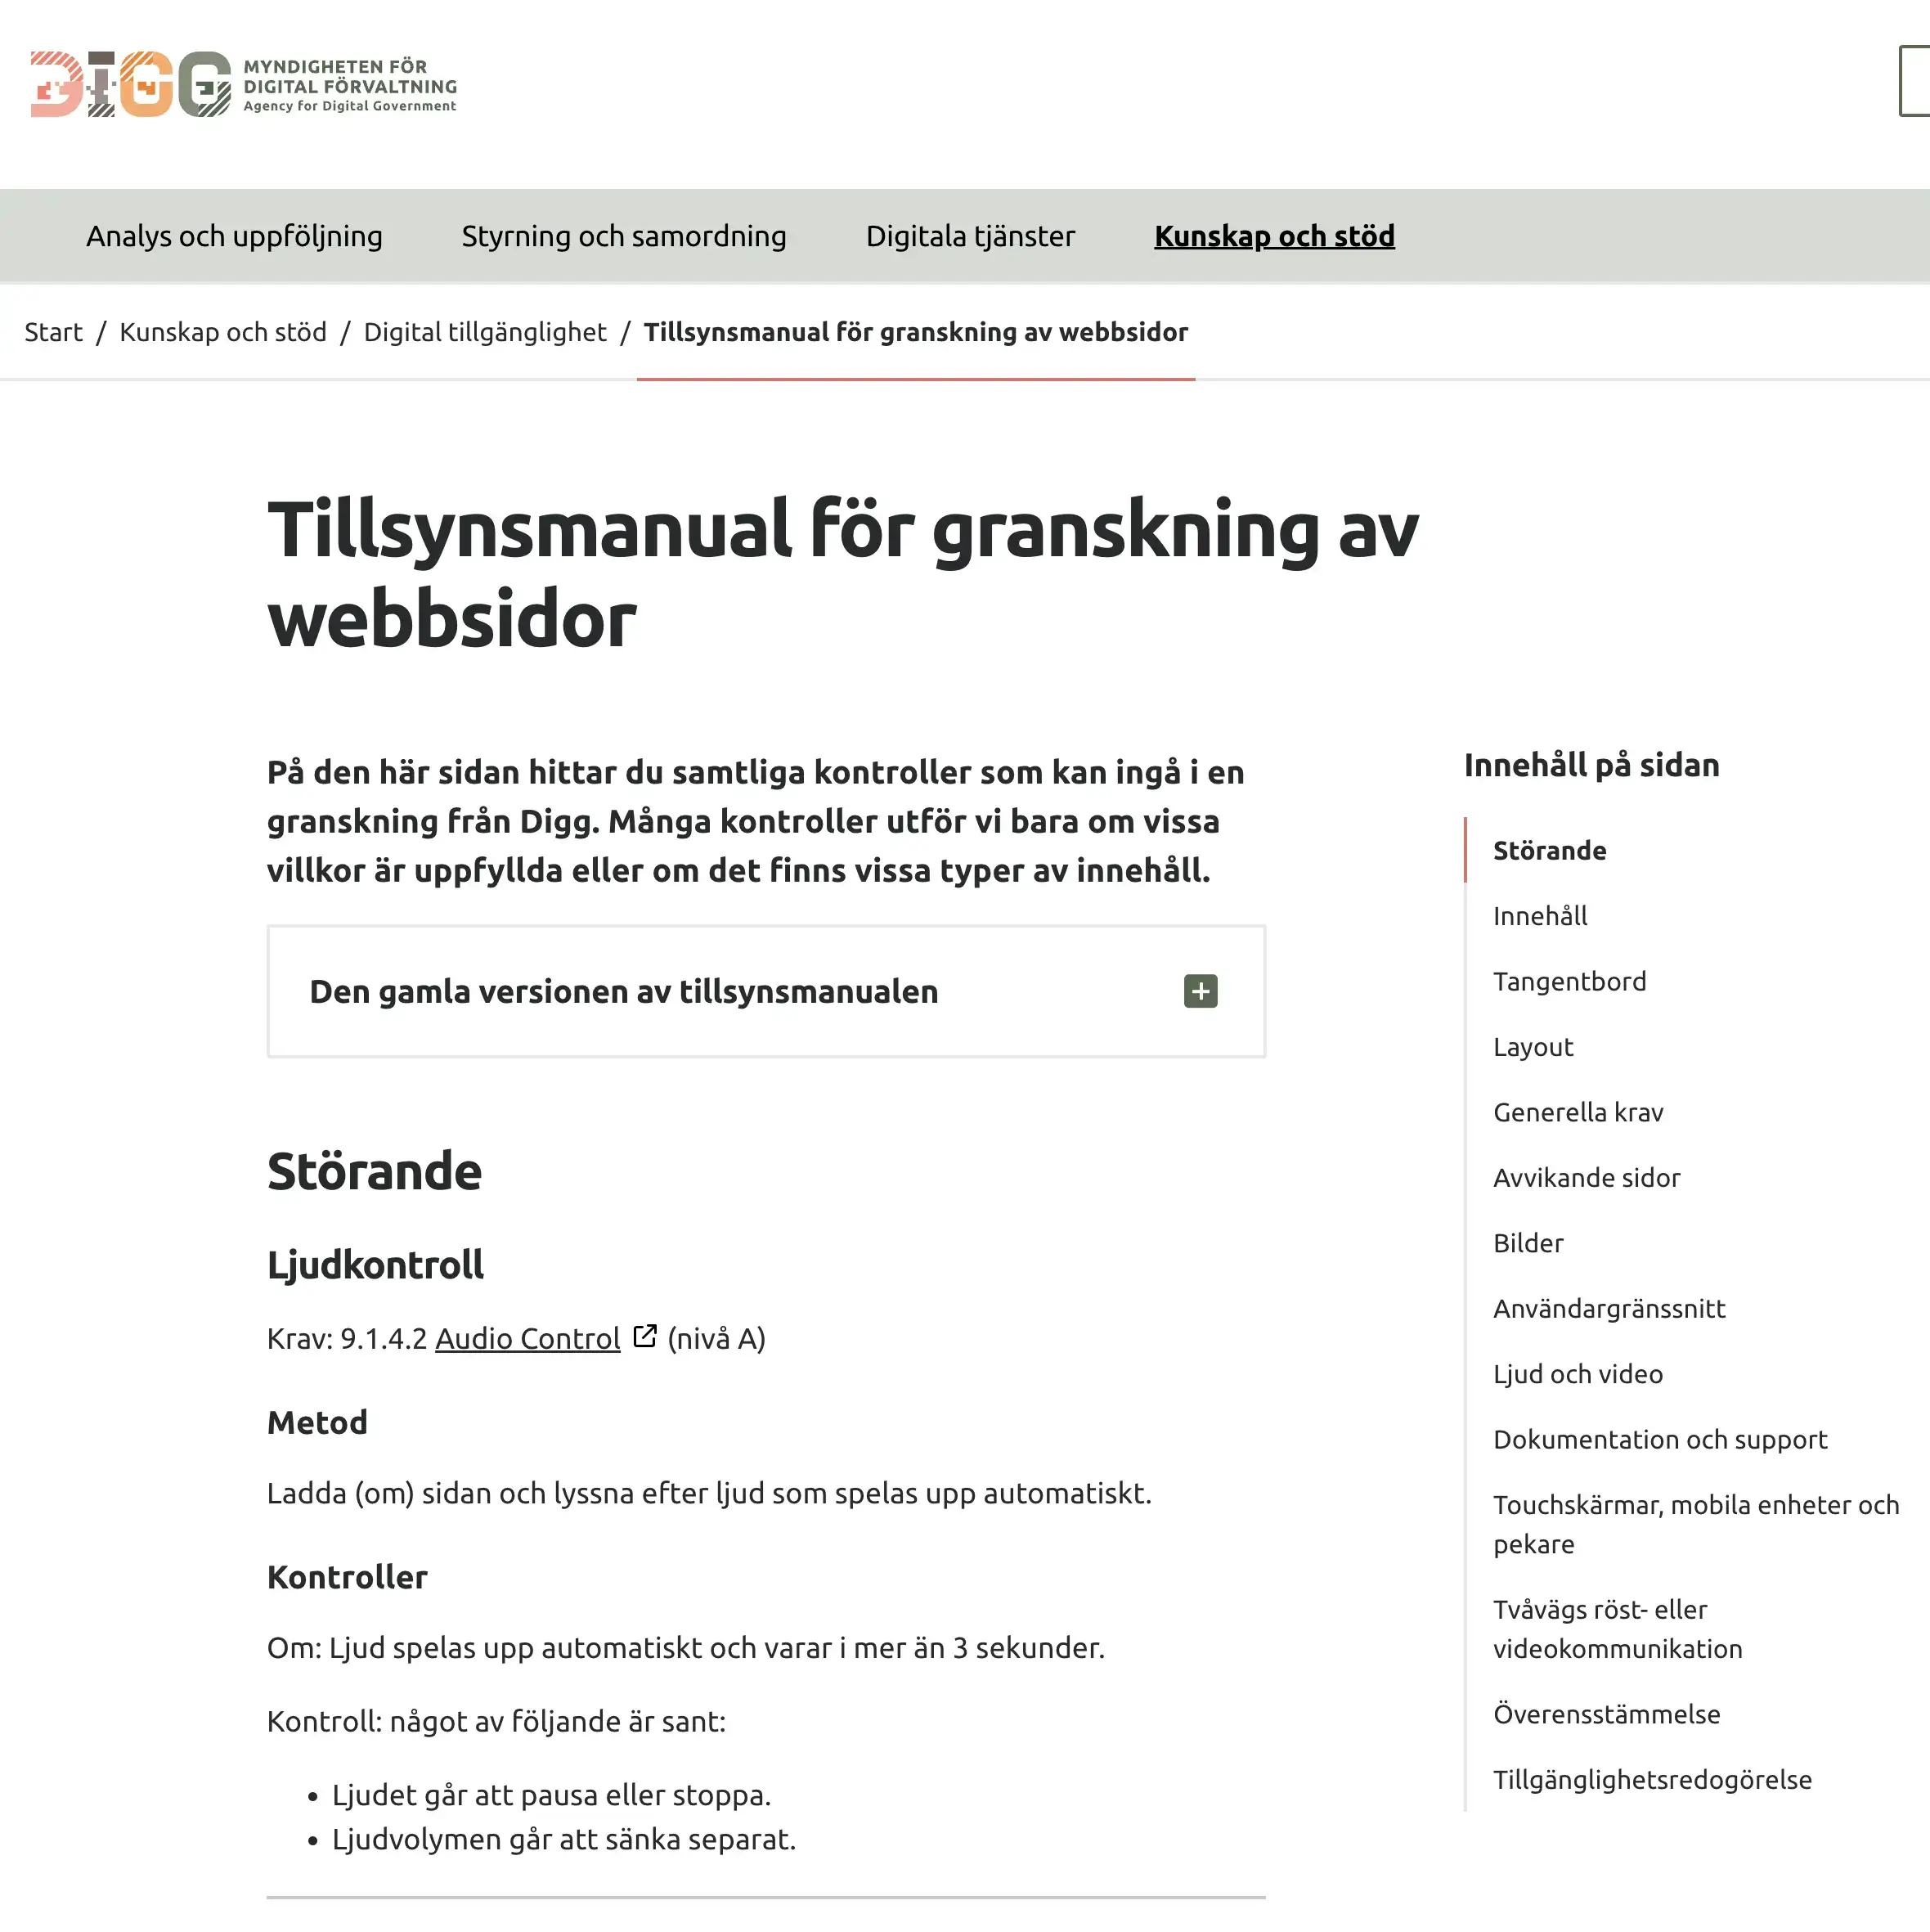 DIGG
MYNDIGHETEN FÖR
DIGITAL FÖRVALTNING
Agency for Digital Government
Analys och uppföljning
Styrning och samordning
Digitala tjänster
Kunskap och stöd
Start / Kunskap och stöd / Digital tillgänglighet / Tillsynsmanual för granskning av webbsidor
Tillsynsmanual för granskning av
webbsidor
På den här sidan hittar du samtliga kontroller som kan ingå i en
granskning från Digg. Många kontroller utför vi bara om vissa
villkor är uppfyllda eller om det finns vissa typer av innehåll.
Den gamla versionen av tillsynsmanualen
Störande
Ljudkontroll
Krav: 9.1.4.2 Audio Control (nivå A)
Metod
Ladda (om) sidan och lyssna efter ljud som spelas upp automatiskt.
Kontroller
Om: Ljud spelas upp automatiskt och varar i mer än 3 sekunder.
Kontroll: något av följande är sant:
• Ljudet går att pausa eller stoppa.
• Ljudvolymen går att sänka separat.
Innehåll på sidan
Störande
Innehåll
Tangentbord
Layout
Generella krav
Avvikande sidor
Bilder
Användargränssnitt
Ljud och video
Dokumentation och support
Touchskärmar, mobila enheter och
pekare
Tvåvägs röst- eller
videokommunikation
Överensstämmelse
Tillgänglighetsredogörelse